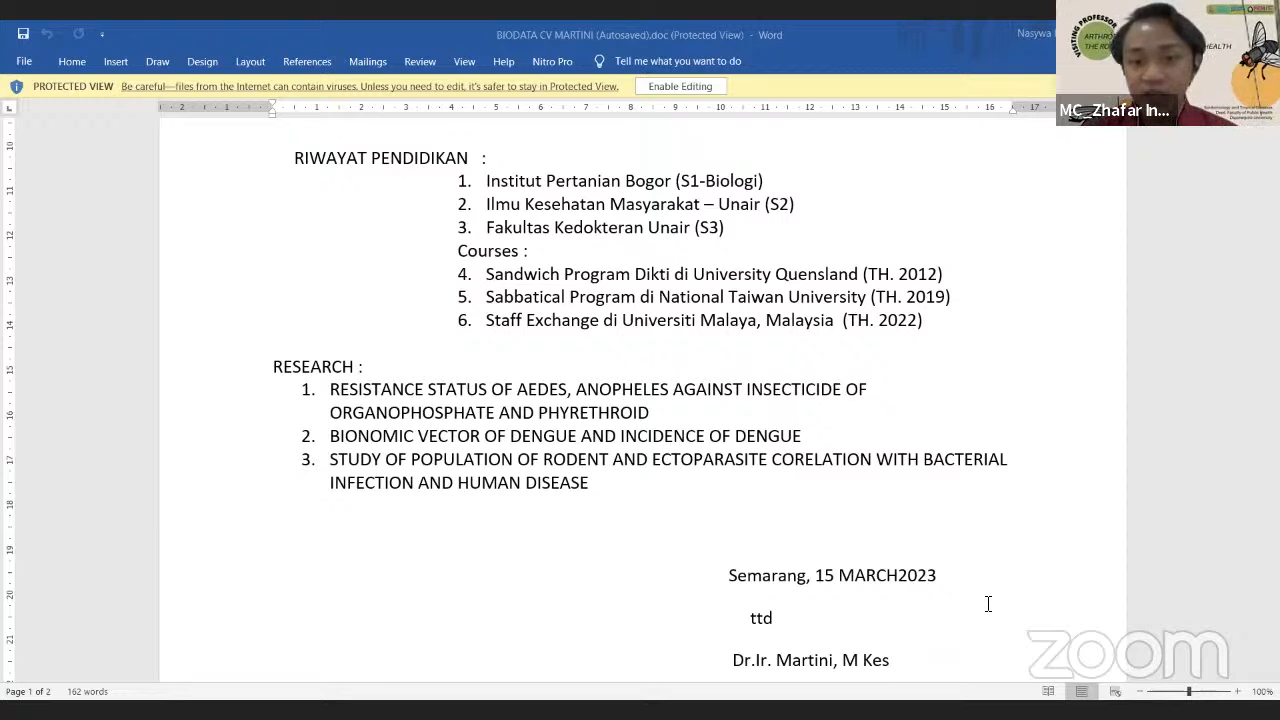 BIODATA CV MARTINI (Autosaved).doc (Protected View) - Word
Nasywa
File Home Insert Draw Design Layout References Mailings Review View Help Nitro Pro Tell me what you want to do
PROTECTED VIEW Be careful—files from the Internet can contain viruses. Unless you need to edit, it's safer to stay in Protected View. Enable Editing
VISITING PROFESSOR
HEALTH
MC_Zhafar In...
RIWAYAT PENDIDIKAN :
1. Institut Pertanian Bogor (S1-Biologi)
2. Ilmu Kesehatan Masyarakat – Unair (S2)
3. Fakultas Kedokteran Unair (S3)
Courses :
4. Sandwich Program Dikti di University Quensland (TH. 2012)
5. Sabbatical Program di National Taiwan University (TH. 2019)
6. Staff Exchange di Universiti Malaya, Malaysia (TH. 2022)
RESEARCH :
1. RESISTANCE STATUS OF AEDES, ANOPHELES AGAINST INSECTICIDE OF
ORGANOPHOSPHATE AND PHYRETHROID
2. BIONOMIC VECTOR OF DENGUE AND INCIDENCE OF DENGUE
3. STUDY OF POPULATION OF RODENT AND ECTOPARASITE CORELATION WITH BACTERIAL
INFECTION AND HUMAN DISEASE
Semarang, 15 MARCH2023
ttd
Dr.Ir. Martini, M Kes
zoom
Page 1 of 2 162 words 100%